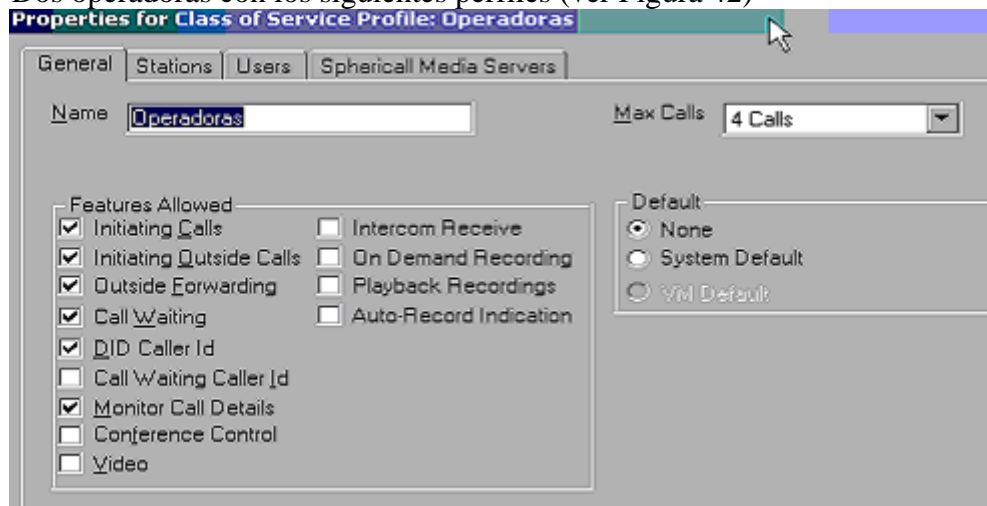 Dos operadoras con los siguientes perfiles (ver Figura 42)
Properties for Class of Service Profile: Operadoras
General Stations Users Sphericall Media Servers
Name Operadoras Max Calls 4 Calls
Features Allowed Default
Initiating Calls Intercom Receive None
Initiating Outside Calls On Demand Recording System Default
Outside Forwarding Playback Recordings VM Default
Call Waiting Auto-Record Indication
DID Caller Id
Call Waiting Caller Id
Monitor Call Details
Conference Control
Video